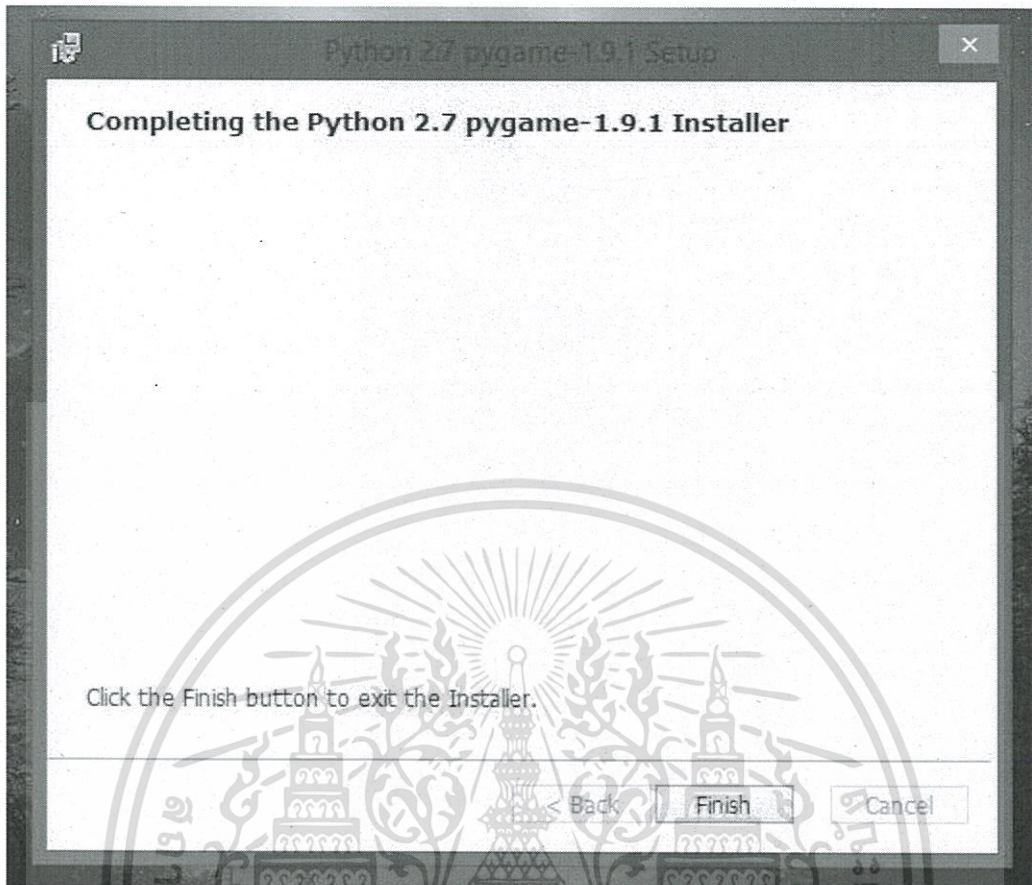 Python 2.7 pygame-1.9.1 Setup
Completing the Python 2.7 pygame-1.9.1 Installer
Click the Finish button to exit the Installer.
< Back Finish Cancel